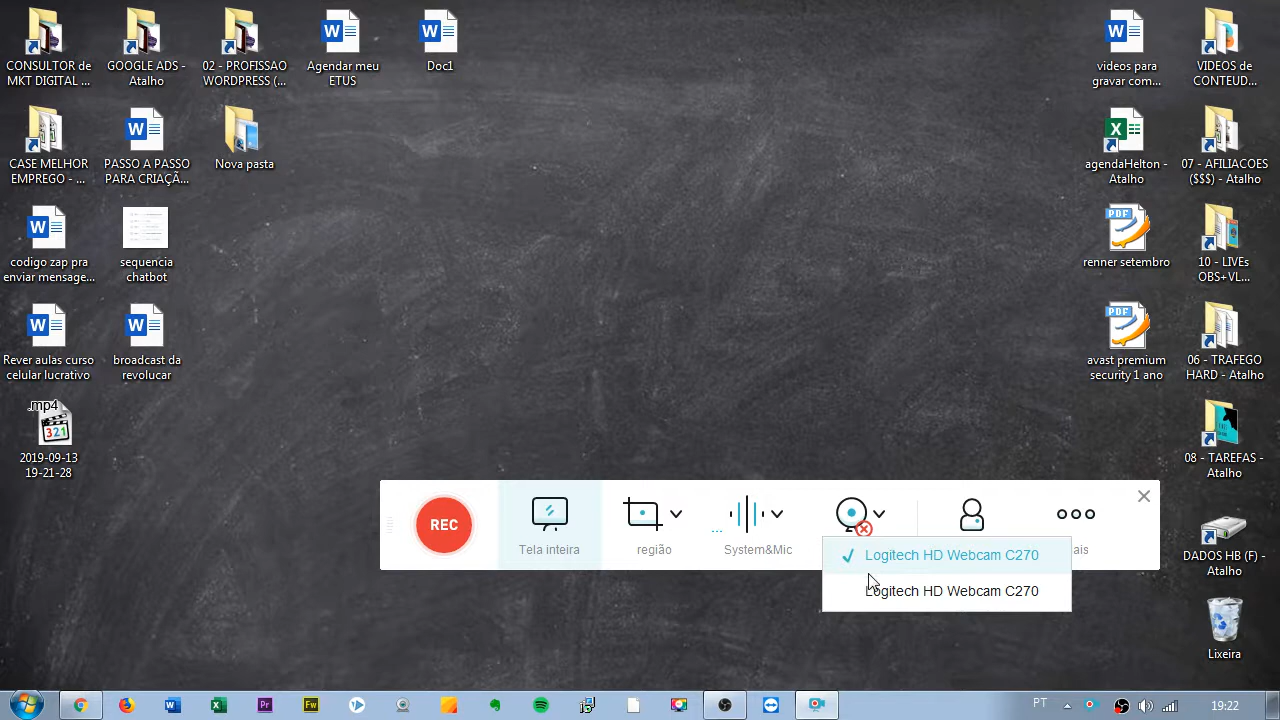 CONSULTOR de
MKT DIGITAL ...
GOOGLE ADS -
Atalho
02 - PROFISSAO
WORDPRESS (...
Agendar meu
ETUS
Doc1
videos para
gravar com...
VIDEOS de
CONTEUD...
CASE MELHOR
EMPREGO - ...
PASSO A PASSO
PARA CRIAÇÃ...
Nova pasta
agendaHelton -
Atalho
07 - AFILIACOES
($$$) - Atalho
codigo zap pra
enviar mensage...
sequencia
chatbot
PDF
renner setembro
10 - LIVEs
OBS+VL...
Rever aulas curso
celular lucrativo
broadcast da
revolucar
PDF
avast premium
security 1 ano
06 - TRAFEGO
HARD - Atalho
.mp4
321
2019-09-13
19-21-28
08 - TAREFAS -
Atalho
REC
Tela inteira
região
System&Mic
ais
Logitech HD Webcam C270
Logitech HD Webcam C270
DADOS HB (F) -
Atalho
Lixeira
PT
19:22